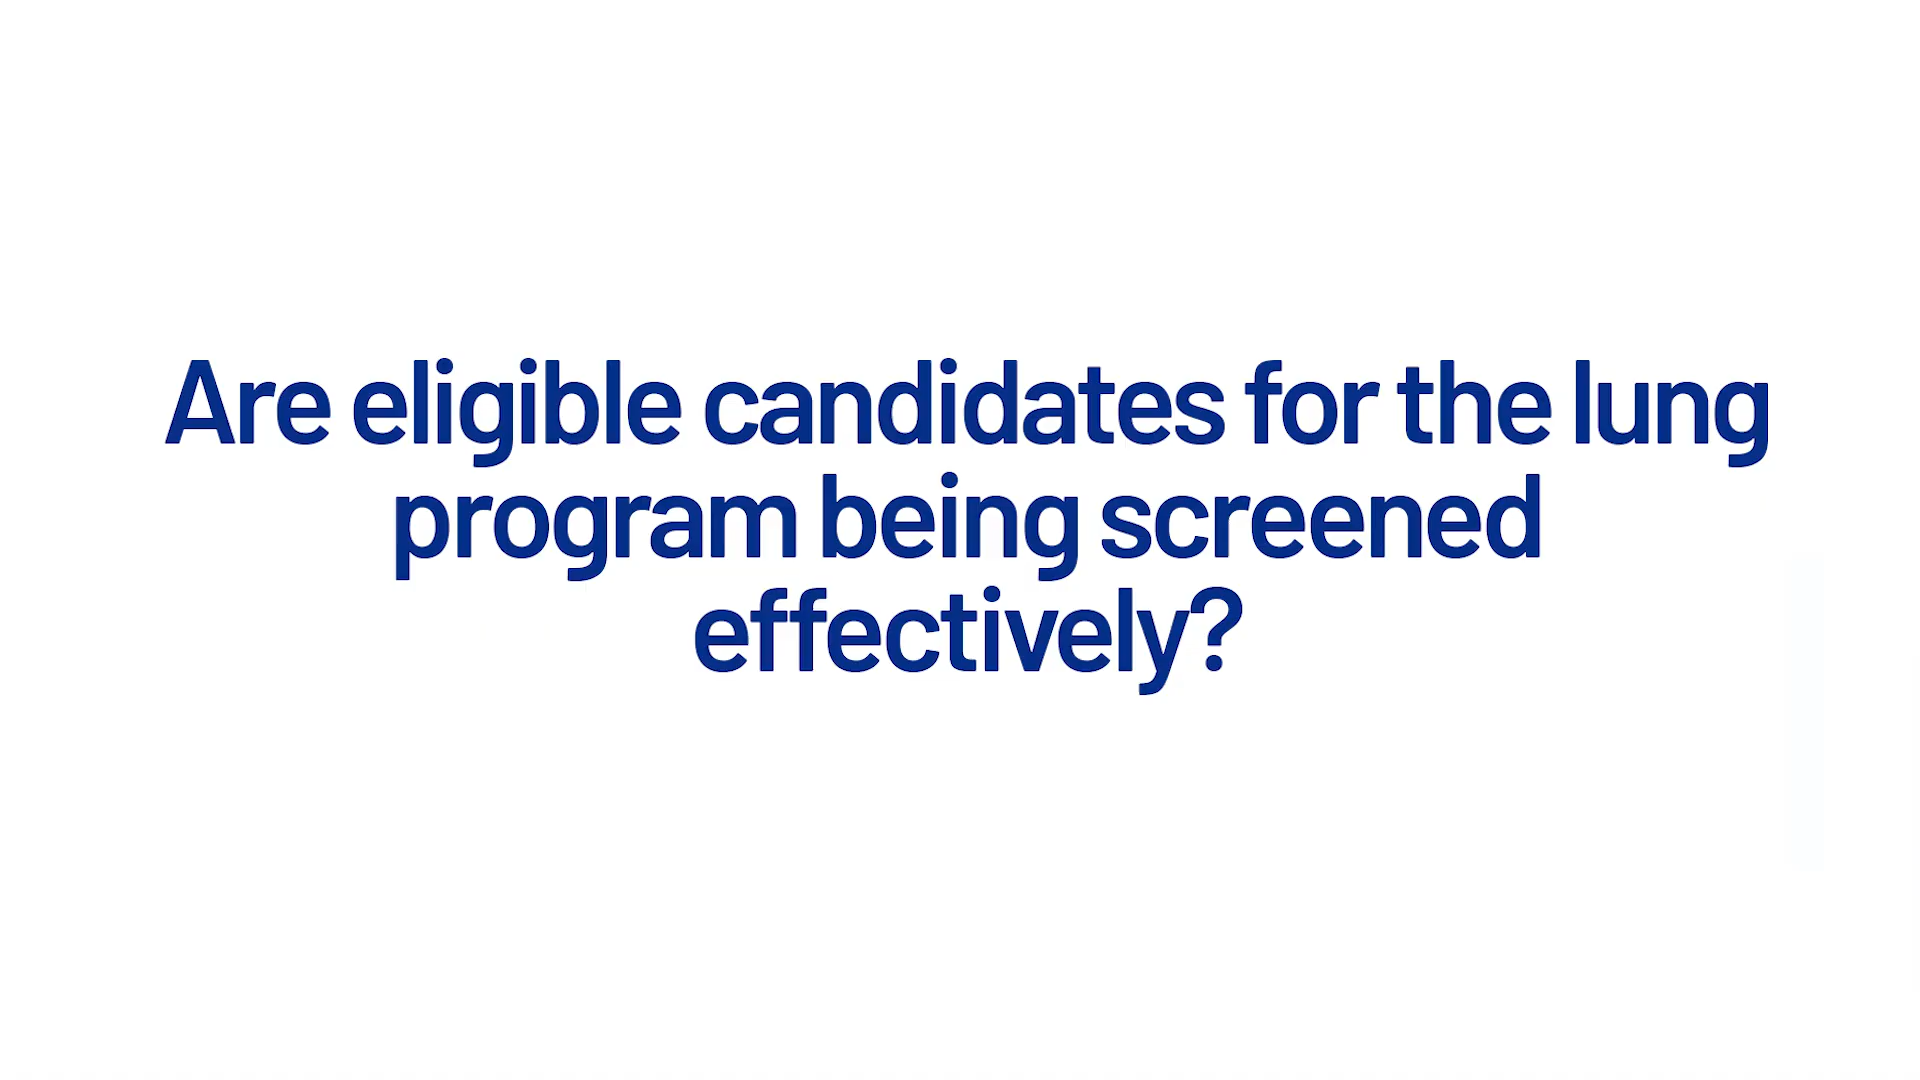 Are eligible candidates for the lung
program being screened
effectively?